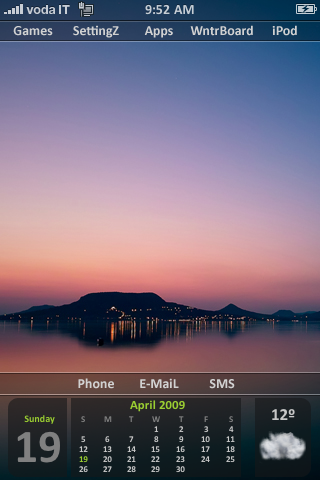 voda IT 9:52 AM
Games SettingZ Apps WntrBoard iPod
Phone E-MaiL SMS
Sunday
19
April 2009
S M T W T F S
1 2 3 4
5 6 7 8 9 10 11
12 13 14 15 16 17 18
19 20 21 22 23 24 25
26 27 28 29 30
12º